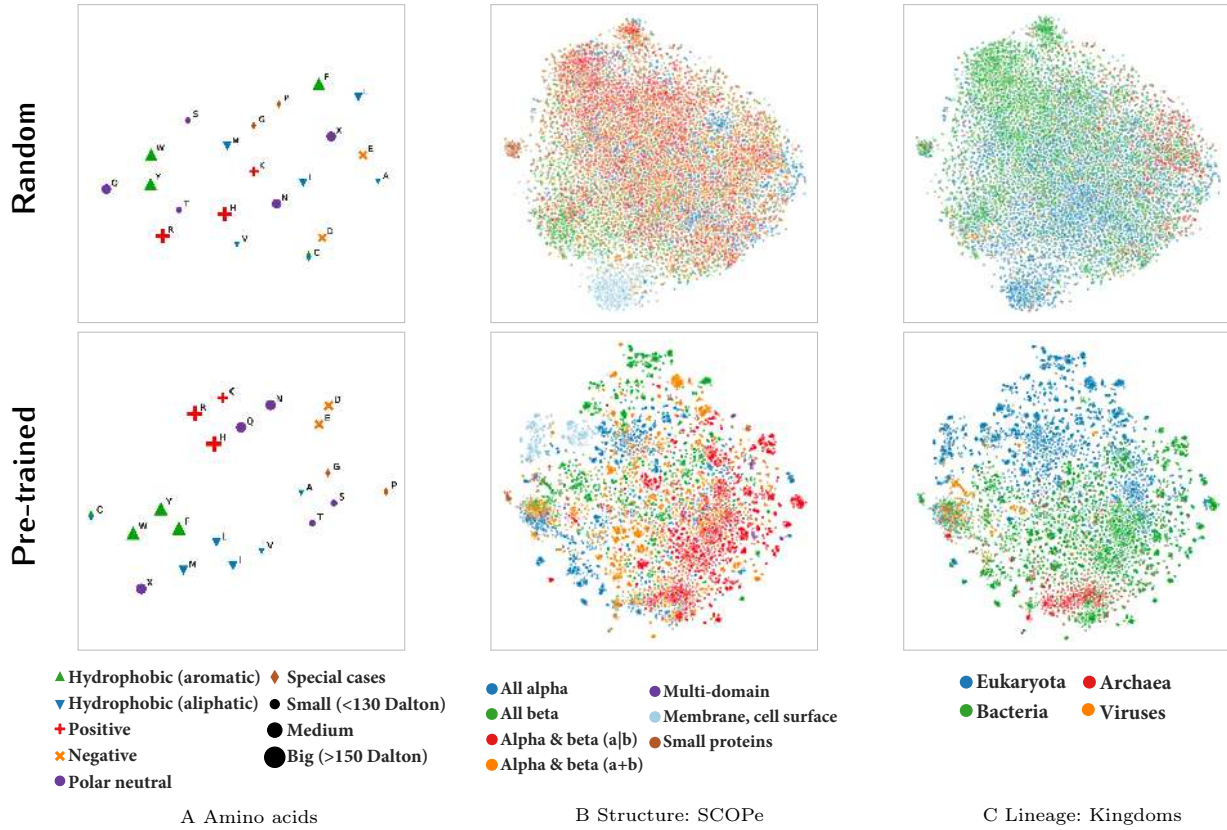 Random
F
L
S
P
G
X
W
M
E
K
I
A
Y
Q
T
H
N
R
V
D
C
Pre-trained
K
R
N
D
Q
E
H
G
A
P
S
C
Y
T
W
F
L
V
M
I
X
Hydrophobic (aromatic)
Special cases
Hydrophobic (aliphatic)
Small (<130 Dalton)
Positive
Medium
Negative
Big (>150 Dalton)
Polar neutral
All alpha
Multi-domain
All beta
Membrane, cell surface
Alpha & beta (a|b)
Small proteins
Alpha & beta (a+b)
Eukaryota
Archaea
Bacteria
Viruses
A Amino acids
B Structure: SCOPe
C Lineage: Kingdoms